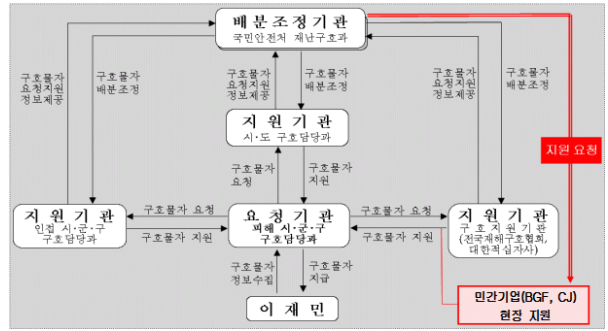 배분조정기관
국민안전처 재난구호과
구호물자
요청지원
정보제공
구호물자
배분조정
구호물자
요청지원
정보제공
구호물자
배분조정
구호물자
요청지원
정보제공
구호물자
배분조정
지원기관
시·도 구호담당과
지원 요청
구호물자
요청
구호물자
지원
지원기관
인접 시·군·구
구호담당과
구호물자 요청
구호물자 지원
요청기관
피해 시·군·구
구호담당과
구호물자 요청
구호물자 지원
지원기관
구호지원기관
(전국재해구호협회,
대한적십자사)
구호물자
정보수집
구호물자
지급
이재민
민간기업(BGF, CJ)
현장 지원